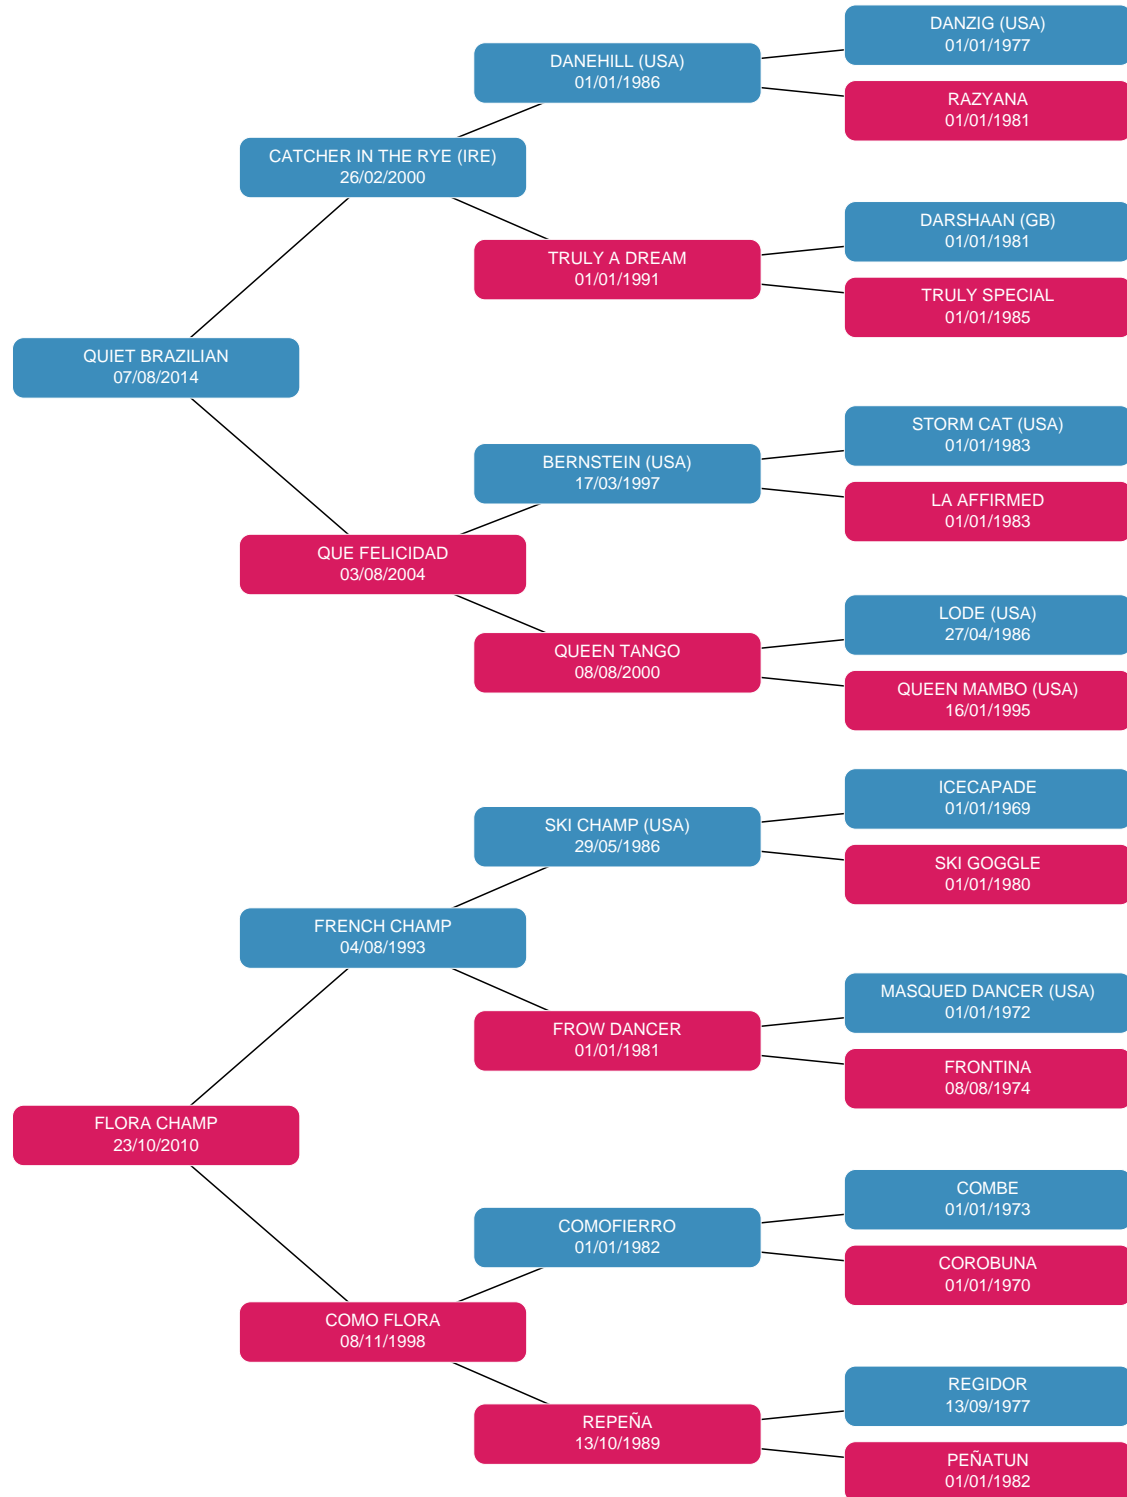 DANZIG (USA)
01/01/1977
DANEHILL (USA)
01/01/1986
RAZYANA
01/01/1981
CATCHER IN THE RYE (IRE)
26/02/2000
DARSHAAN (GB)
01/01/1981
TRULY A DREAM
01/01/1991
TRULY SPECIAL
01/01/1985
QUIET BRAZILIAN
07/08/2014
STORM CAT (USA)
01/01/1983
BERNSTEIN (USA)
17/03/1997
LA AFFIRMED
01/01/1983
QUE FELICIDAD
03/08/2004
LODE (USA)
27/04/1986
QUEEN TANGO
08/08/2000
QUEEN MAMBO (USA)
16/01/1995
ICECAPADE
01/01/1969
SKI CHAMP (USA)
29/05/1986
SKI GOGGLE
01/01/1980
FRENCH CHAMP
04/08/1993
MASQUED DANCER (USA)
01/01/1972
FROW DANCER
01/01/1981
FRONTINA
08/08/1974
FLORA CHAMP
23/10/2010
COMBE
01/01/1973
COMOFIERRO
01/01/1982
COROBUNA
01/01/1970
COMO FLORA
08/11/1998
REGIDOR
13/09/1977
REPEÑA
13/10/1989
PEÑATUN
01/01/1982